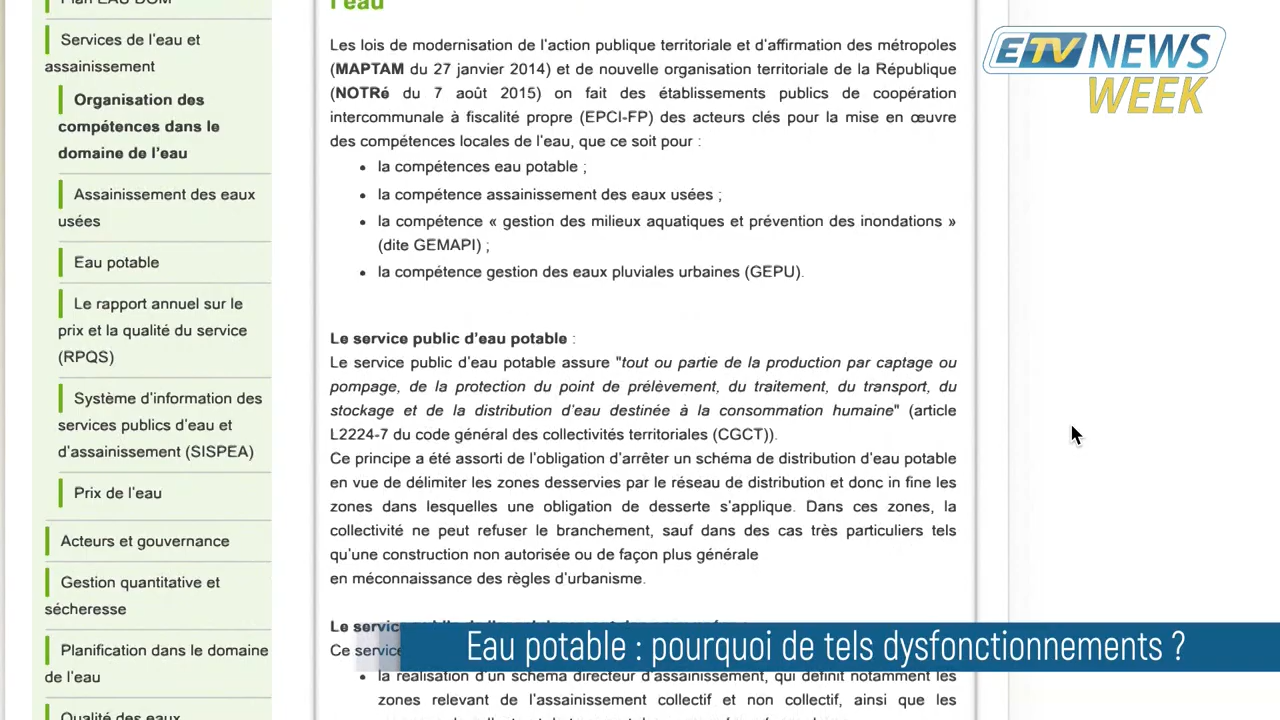 Plan EAU DOM
Services de l'eau et
assainissement
Organisation des
compétences dans le
domaine de l'eau
Assainissement des eaux
usées
Eau potable
Le rapport annuel sur le
prix et la qualité du service
(RPQS)
Système d'information des
services publics d'eau et
d'assainissement (SISPEA)
Prix de l'eau
Acteurs et gouvernance
Gestion quantitative et
sécheresse
Planification dans le domaine
de l'eau
Qualité des eaux
l'eau
Les lois de modernisation de l'action publique territoriale et d'affirmation des métropoles
(MAPTAM du 27 janvier 2014) et de nouvelle organisation territoriale de la République
(NOTRé du 7 août 2015) on fait des établissements publics de coopération
intercommunale à fiscalité propre (EPCI-FP) des acteurs clés pour la mise en œuvre
des compétences locales de l'eau, que ce soit pour :
• la compétences eau potable ;
• la compétence assainissement des eaux usées ;
• la compétence « gestion des milieux aquatiques et prévention des inondations »
(dite GEMAPI) ;
• la compétence gestion des eaux pluviales urbaines (GEPU).
Le service public d'eau potable :
Le service public d'eau potable assure "tout ou partie de la production par captage ou
pompage, de la protection du point de prélèvement, du traitement, du transport, du
stockage et de la distribution d'eau destinée à la consommation humaine" (article
L2224-7 du code général des collectivités territoriales (CGCT)).
Ce principe a été assorti de l'obligation d'arrêter un schéma de distribution d'eau potable
en vue de délimiter les zones desservies par le réseau de distribution et donc in fine les
zones dans lesquelles une obligation de desserte s'applique. Dans ces zones, la
collectivité ne peut refuser le branchement, sauf dans des cas très particuliers tels
qu'une construction non autorisée ou de façon plus générale
en méconnaissance des règles d'urbanisme.
Le servic
Ce service
• la réalisation d'un schéma directeur d'assainissement, qui définit notamment les
zones relevant de l'assainissement collectif et non collectif, ainsi que les
ETV NEWS
WEEK
Eau potable : pourquoi de tels dysfonctionnements ?